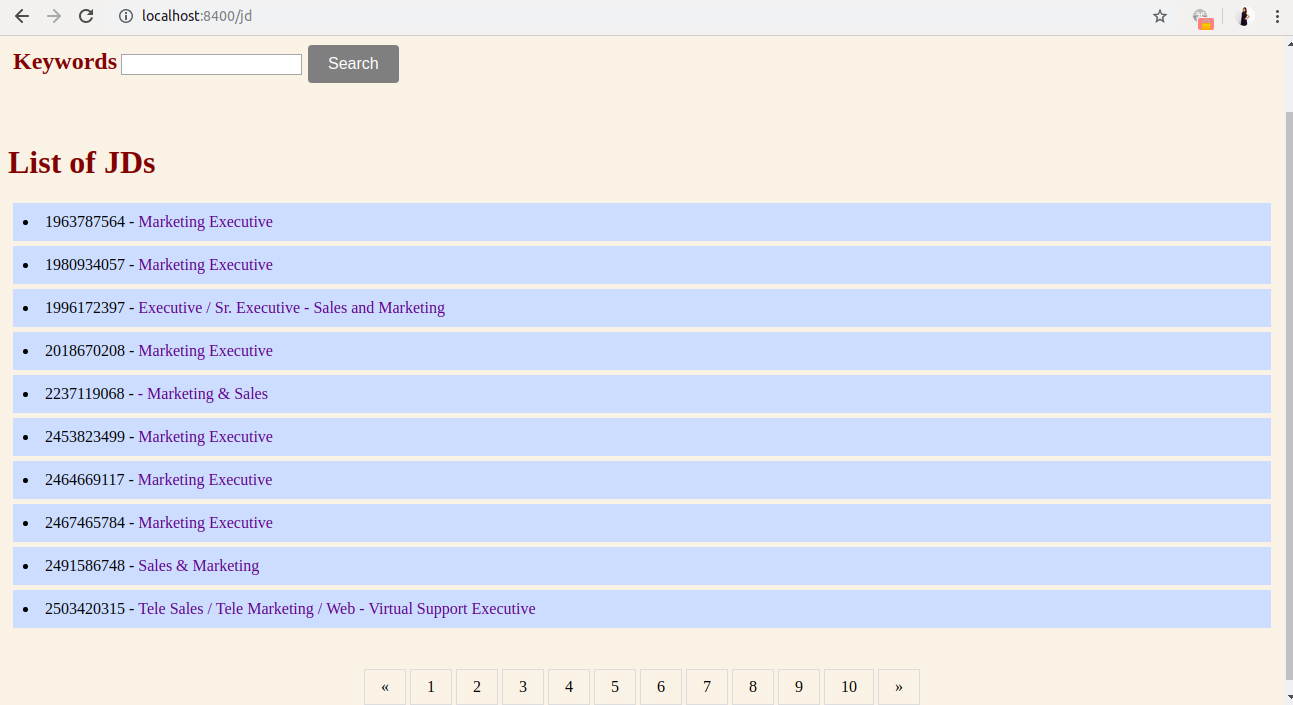 localhost:8400/jd
Keywords Search
List of JDs
• 1963787564 - Marketing Executive
• 1980934057 - Marketing Executive
• 1996172397 - Executive / Sr. Executive - Sales and Marketing
• 2018670208 - Marketing Executive
• 2237119068 - - Marketing & Sales
• 2453823499 - Marketing Executive
• 2464669117 - Marketing Executive
• 2467465784 - Marketing Executive
• 2491586748 - Sales & Marketing
• 2503420315 - Tele Sales / Tele Marketing / Web - Virtual Support Executive
« 1 2 3 4 5 6 7 8 9 10 »